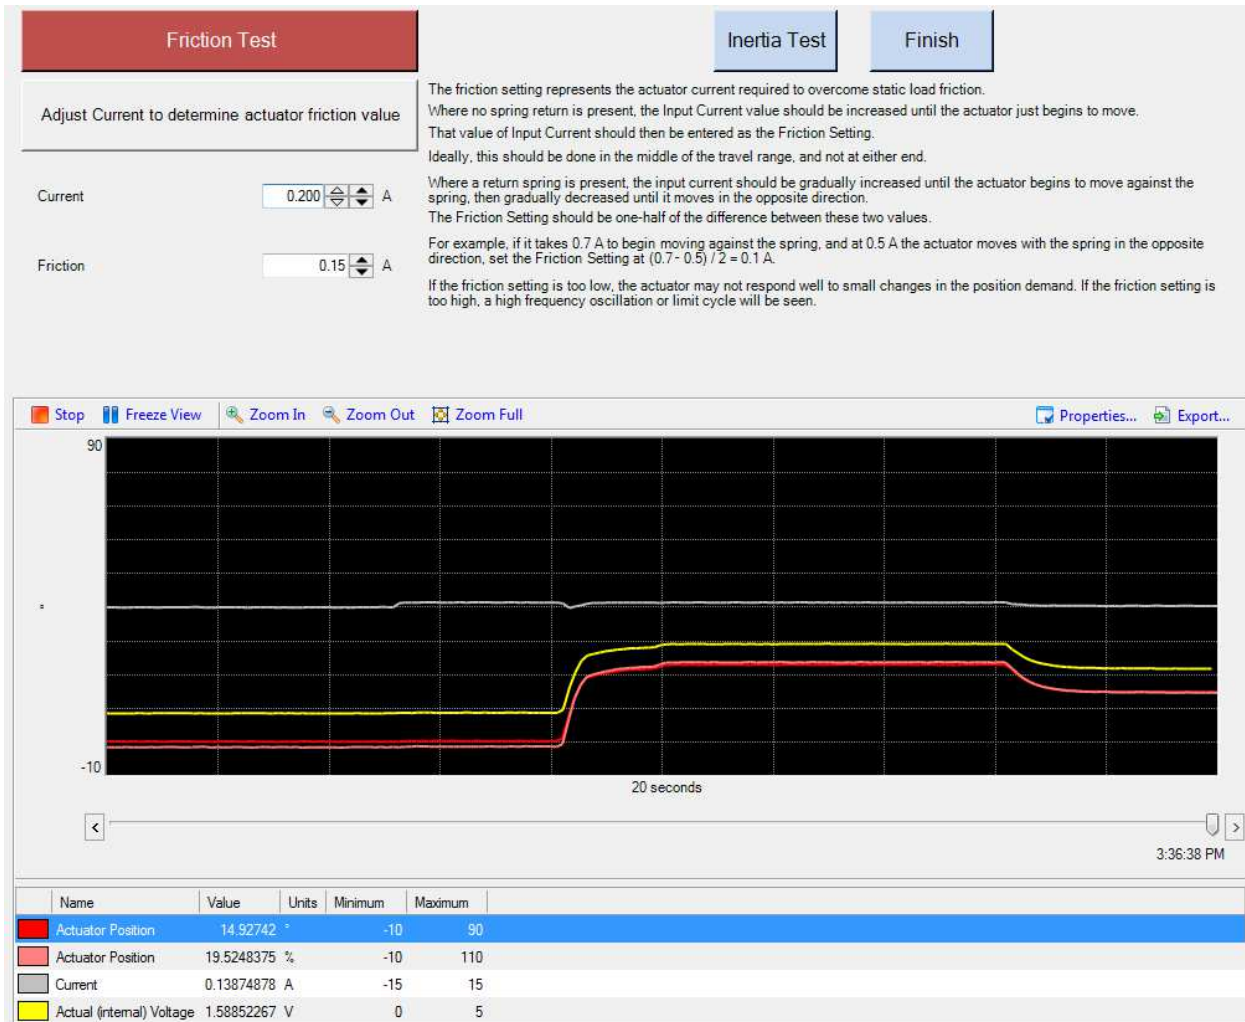 Friction Test
Inertia Test
Finish
Adjust Current to determine actuator friction value
The friction setting represents the actuator current required to overcome static load friction.
Where no spring return is present, the Input Current value should be increased until the actuator just begins to move.
That value of Input Current should then be entered as the Friction Setting.
Ideally, this should be done in the middle of the travel range, and not at either end.
Where a return spring is present, the input current should be gradually increased until the actuator begins to move against the
spring, then gradually decreased until it moves in the opposite direction.
The Friction Setting should be one-half of the difference between these two values.
For example, if it takes 0.7 A to begin moving against the spring, and at 0.5 A the actuator moves with the spring in the opposite
direction, set the Friction Setting at (0.7 - 0.5) / 2 = 0.1 A.
If the friction setting is too low, the actuator may not respond well to small changes in the position demand. If the friction setting is
too high, a high frequency oscillation or limit cycle will be seen.
Current 0.200 A
Friction 0.15 A
Stop Freeze View Zoom In Zoom Out Zoom Full Properties... Export...
90
°
-10
20 seconds
< >
3:36:38 PM
Name Value Units Minimum Maximum
Actuator Position 14.92742 ° -10 90
Actuator Position 19.5248375 % -10 110
Current 0.13874878 A -15 15
Actual (internal) Voltage 1.58852267 V 0 5